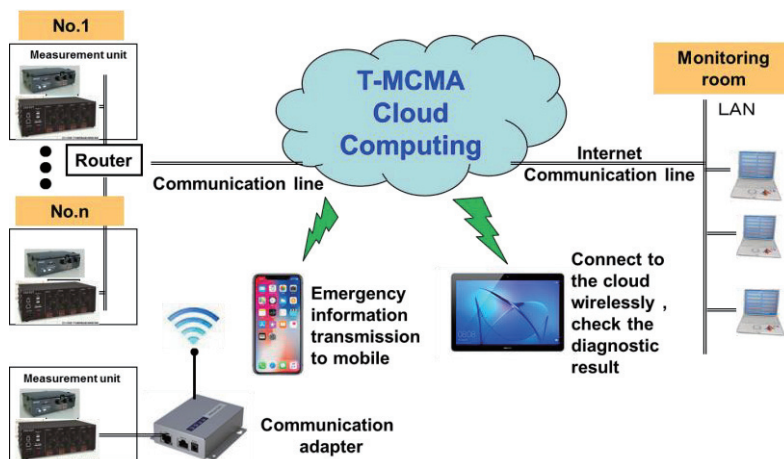 No.1
Measurement unit
Router
No.n
Measurement unit
Communication line
T-MCMA
Cloud
Computing
Internet
Communication line
Monitoring
room
LAN
Emergency
information
transmission
to mobile
Connect to
the cloud
wirelessly ,
check the
diagnostic
result
Communication
adapter